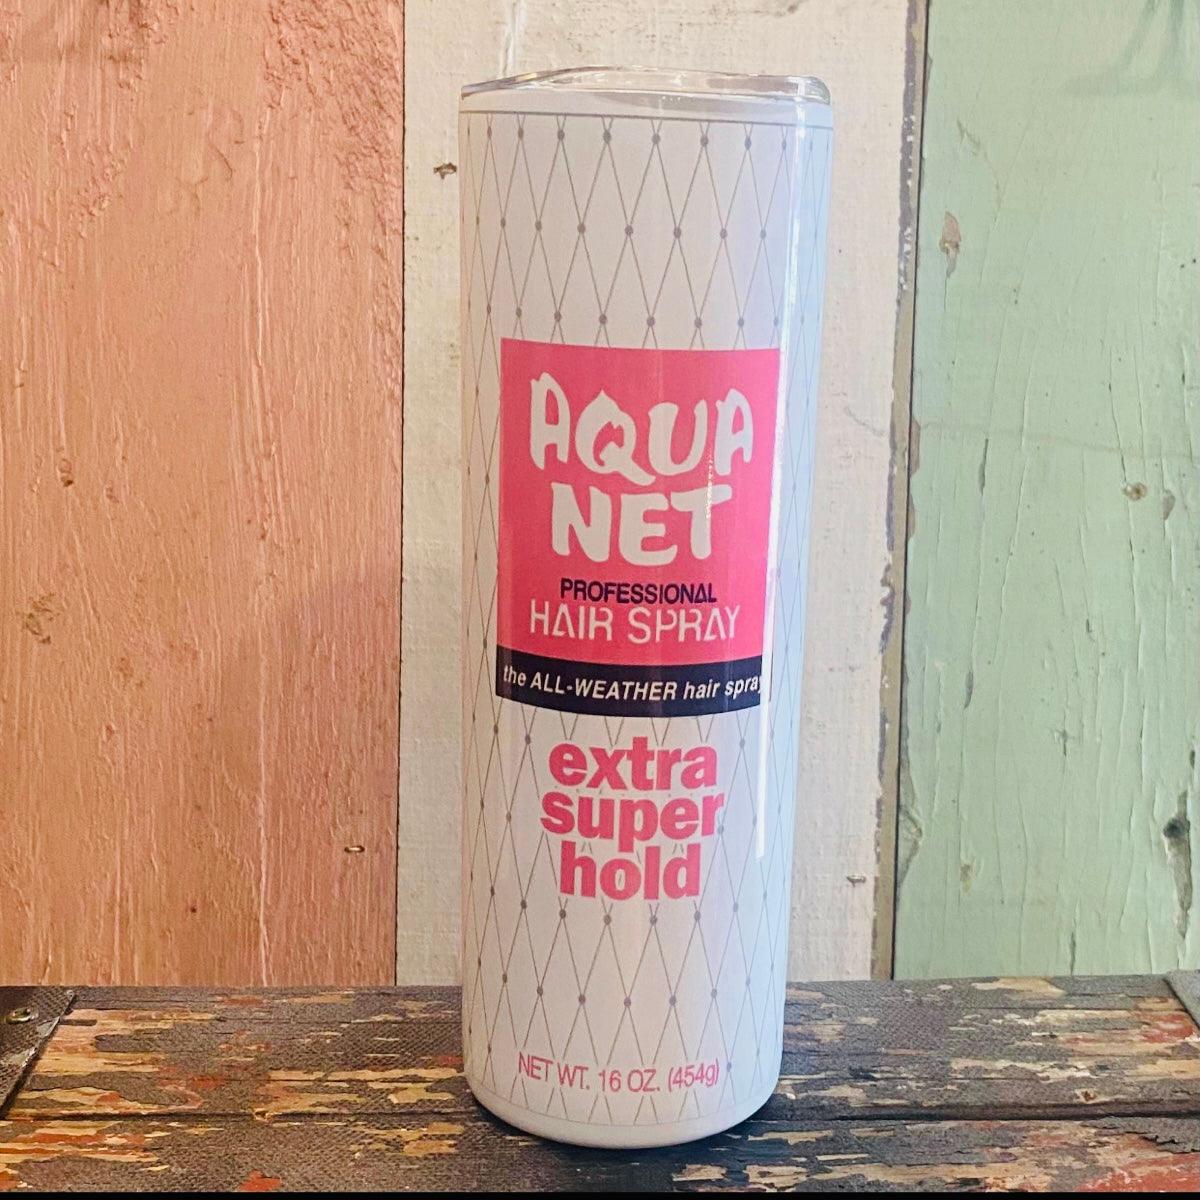 AQUA
NET
PROFESSIONAL
HAIR SPRAY
the ALL-WEATHER hair spray
extra
super
hold
NET WT. 16 OZ. (454g)